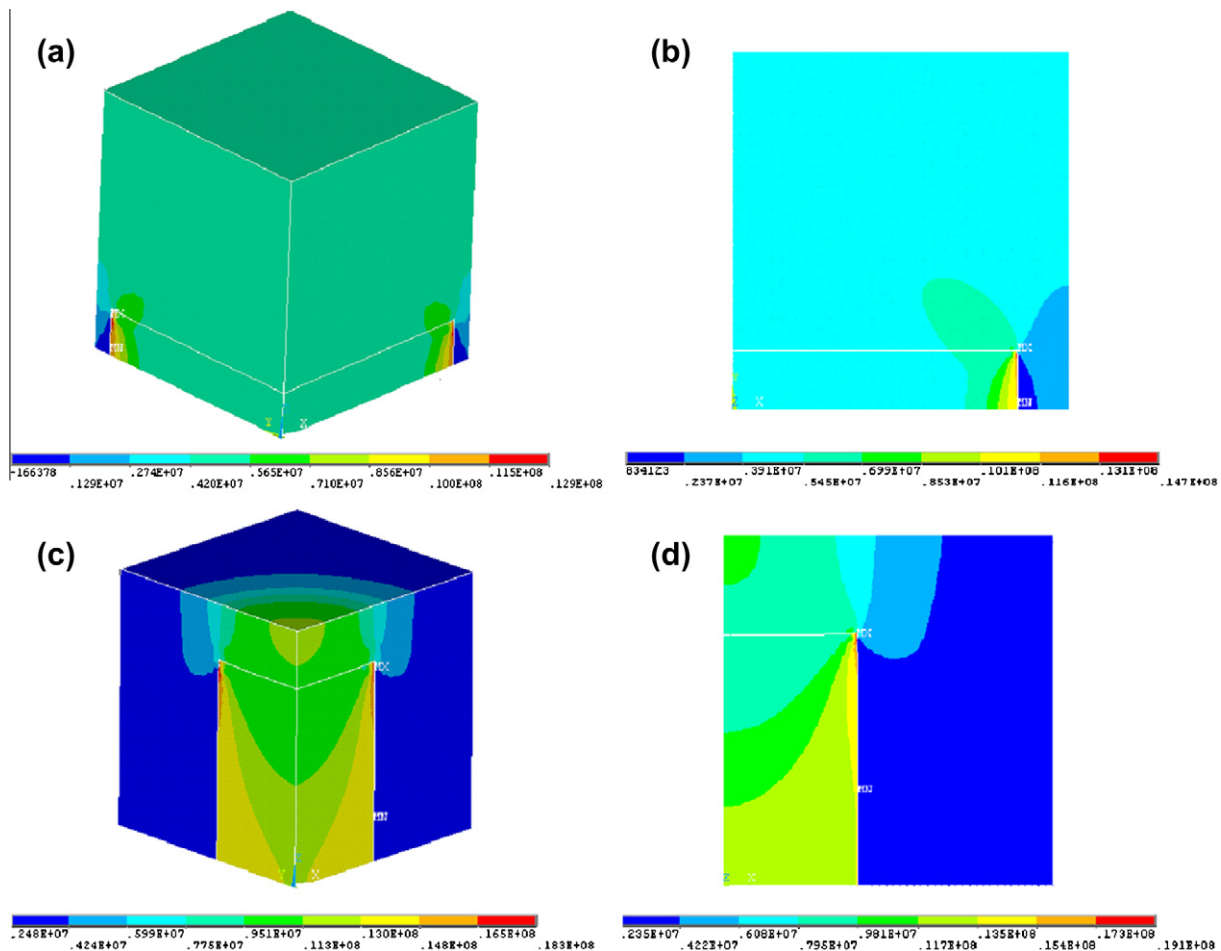 (a)
(b)
MX
MN
Y X
MX
MN
Z X
-166378 .274E+07 .565E+07 .856E+07 .115E+08
.129E+07 .420E+07 .710E+07 .100E+08 .129E+08
834123 .391E+07 .699E+07 .101E+08 .131E+08
.237E+07 .545E+07 .853E+07 .116E+08 .147E+08
(c)
(d)
MX
MN
Z
Y X
MX
MN
Z X
.248E+07 .599E+07 .951E+07 .130E+08 .165E+08
.424E+07 .775E+07 .113E+08 .148E+08 .183E+08
.235E+07 .608E+07 .981E+07 .135E+08 .173E+08
.422E+07 .795E+07 .117E+08 .154E+08 .191E+08